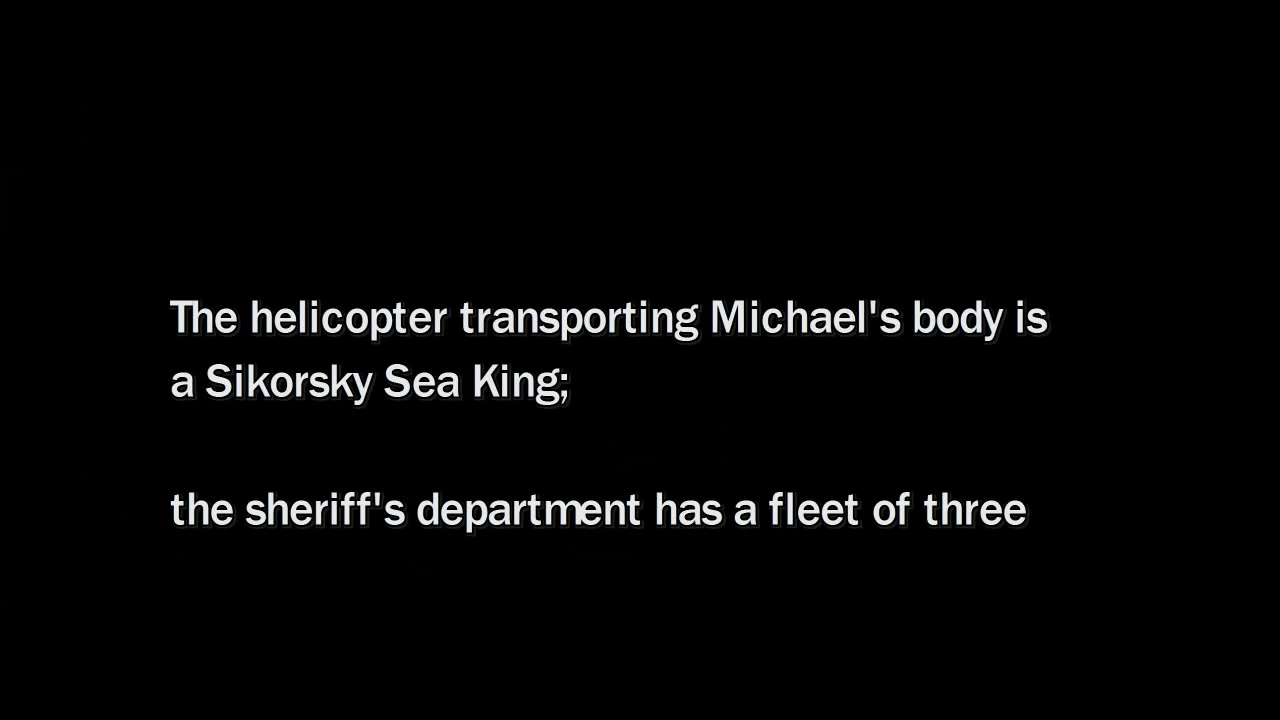 The helicopter transporting Michael's body is
a Sikorsky Sea King;
the sheriff's department has a fleet of three